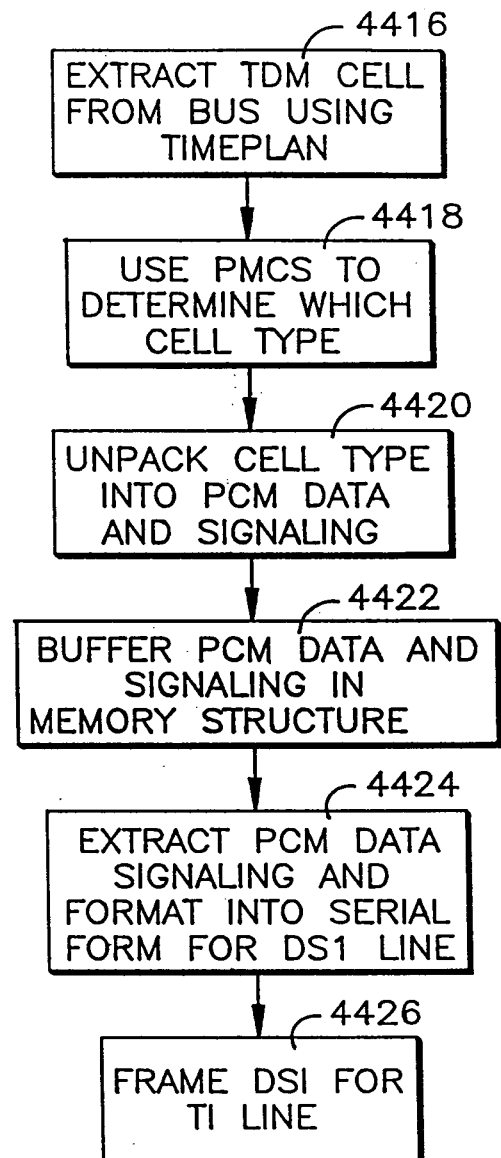 4416
EXTRACT TDM CELL
FROM BUS USING
TIMEPLAN
4418
USE PMCS TO
DETERMINE WHICH
CELL TYPE
4420
UNPACK CELL TYPE
INTO PCM DATA
AND SIGNALING
4422
BUFFER PCM DATA AND
SIGNALING IN
MEMORY STRUCTURE
4424
EXTRACT PCM DATA
SIGNALING AND
FORMAT INTO SERIAL
FORM FOR DS1 LINE
4426
FRAME DSI FOR
TI LINE